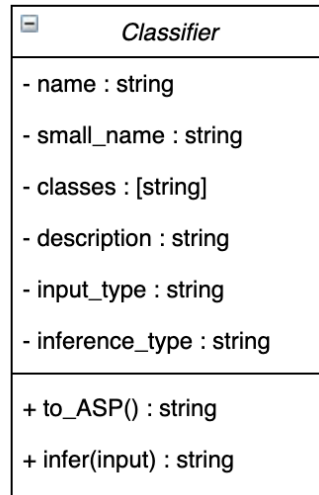 Classifier
- name : string
- small_name : string
- classes : [string]
- description : string
- input_type : string
- inference_type : string
+ to_ASP() : string
+ infer(input) : string